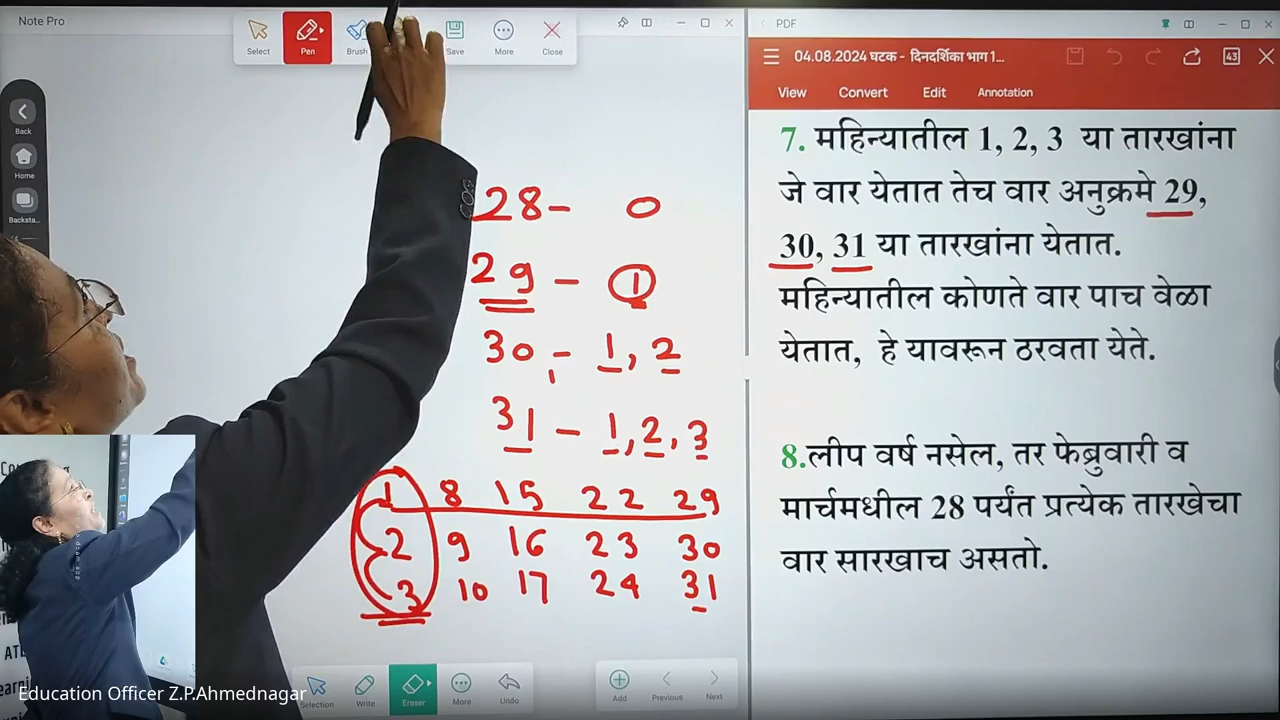 Note Pro
Select
Pen
Brush
Save
More
Close
Back
Home
Backsta...
28 - 0
29 - 1
30 - 1, 2
31 - 1, 2, 3
1 8 15 22 29
2 9 16 23 30
3 10 17 24 31
Selection
Write
Eraser
More
Undo
Add
Previous
Next
PDF
04.08.2024 घटक - दिनदर्शिका भाग 1...
43
View Convert Edit Annotation
7. महिन्यातील 1, 2, 3 या तारखांना
जे वार येतात तेच वार अनुक्रमे 29,
30, 31 या तारखांना येतात.
महिन्यातील कोणते वार पाच वेळा
येतात, हे यावरून ठरवता येते.
8.लीप वर्ष नसेल, तर फेब्रुवारी व
मार्चमधील 28 पर्यंत प्रत्येक तारखेचा
वार सारखाच असतो.
Education Officer Z.P.Ahmednagar